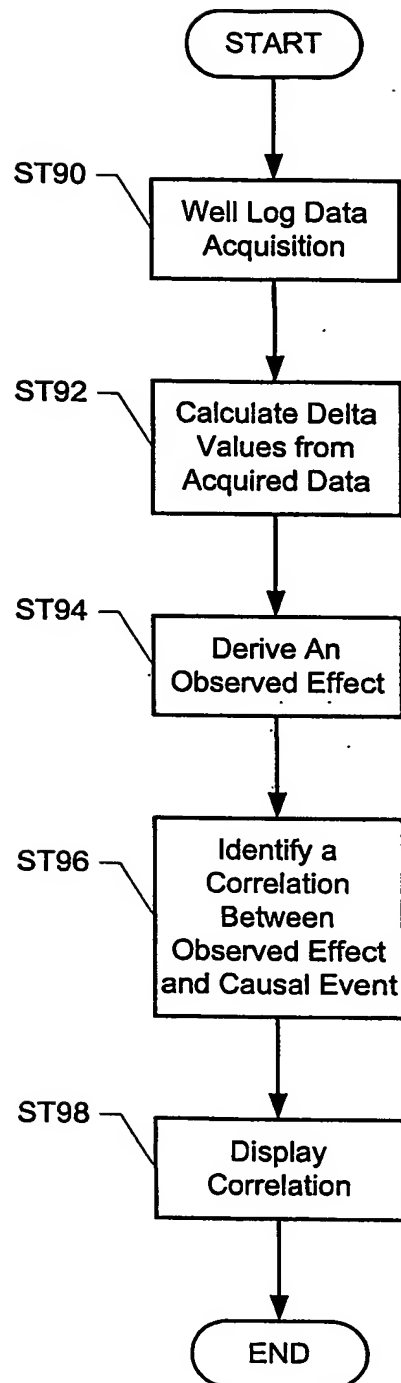 START
ST90
Well Log Data
Acquisition
ST92
Calculate Delta
Values from
Acquired Data
ST94
Derive An
Observed Effect
ST96
Identify a
Correlation
Between
Observed Effect
and Causal Event
ST98
Display
Correlation
END